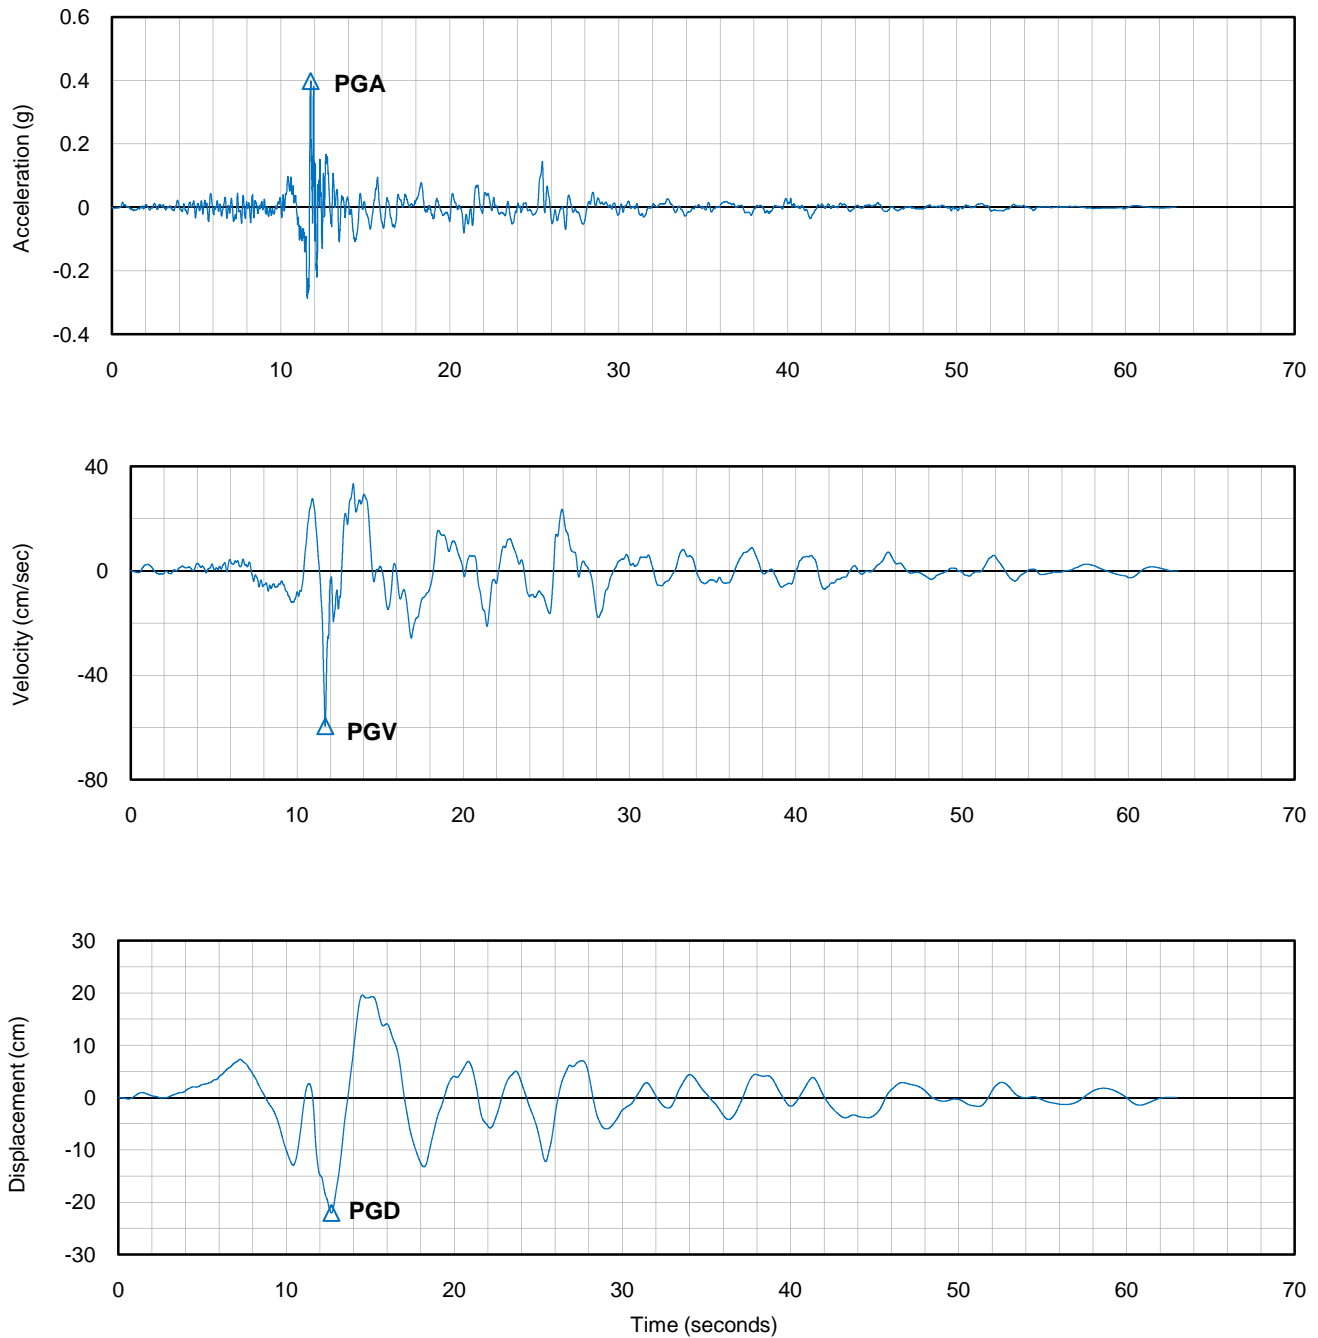 0.6
0.4
0.2
0
-0.2
-0.4
Acceleration (g)
PGA
0 10 20 30 40 50 60 70
40
0
-40
-80
Velocity (cm/sec)
PGV
0 10 20 30 40 50 60 70
30
20
10
0
-10
-20
-30
Displacement (cm)
PGD
0 10 20 30 40 50 60 70
Time (seconds)